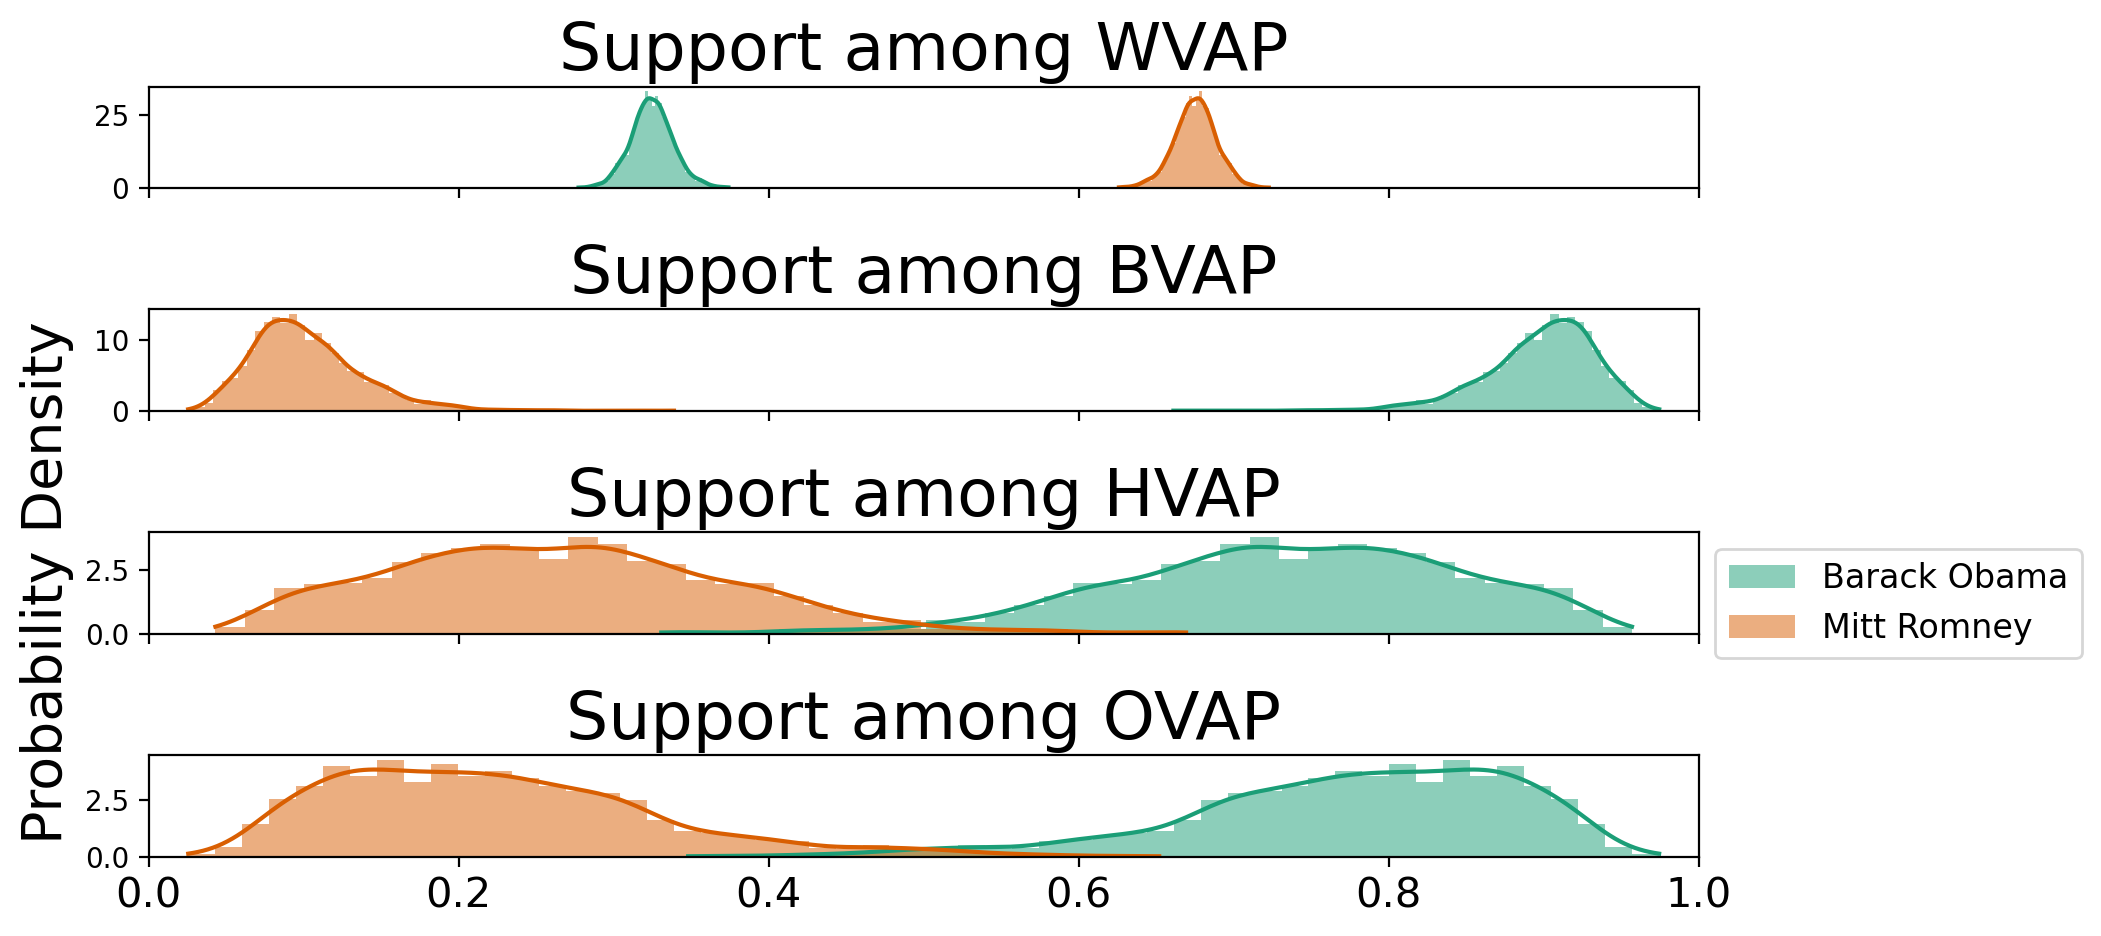 Support among WVAP
25
0
Support among BVAP
10
0
Support among HVAP
2.5
0.0
Support among OVAP
2.5
0.0
0.0 0.2 0.4 0.6 0.8 1.0
Probability Density
Barack Obama
Mitt Romney